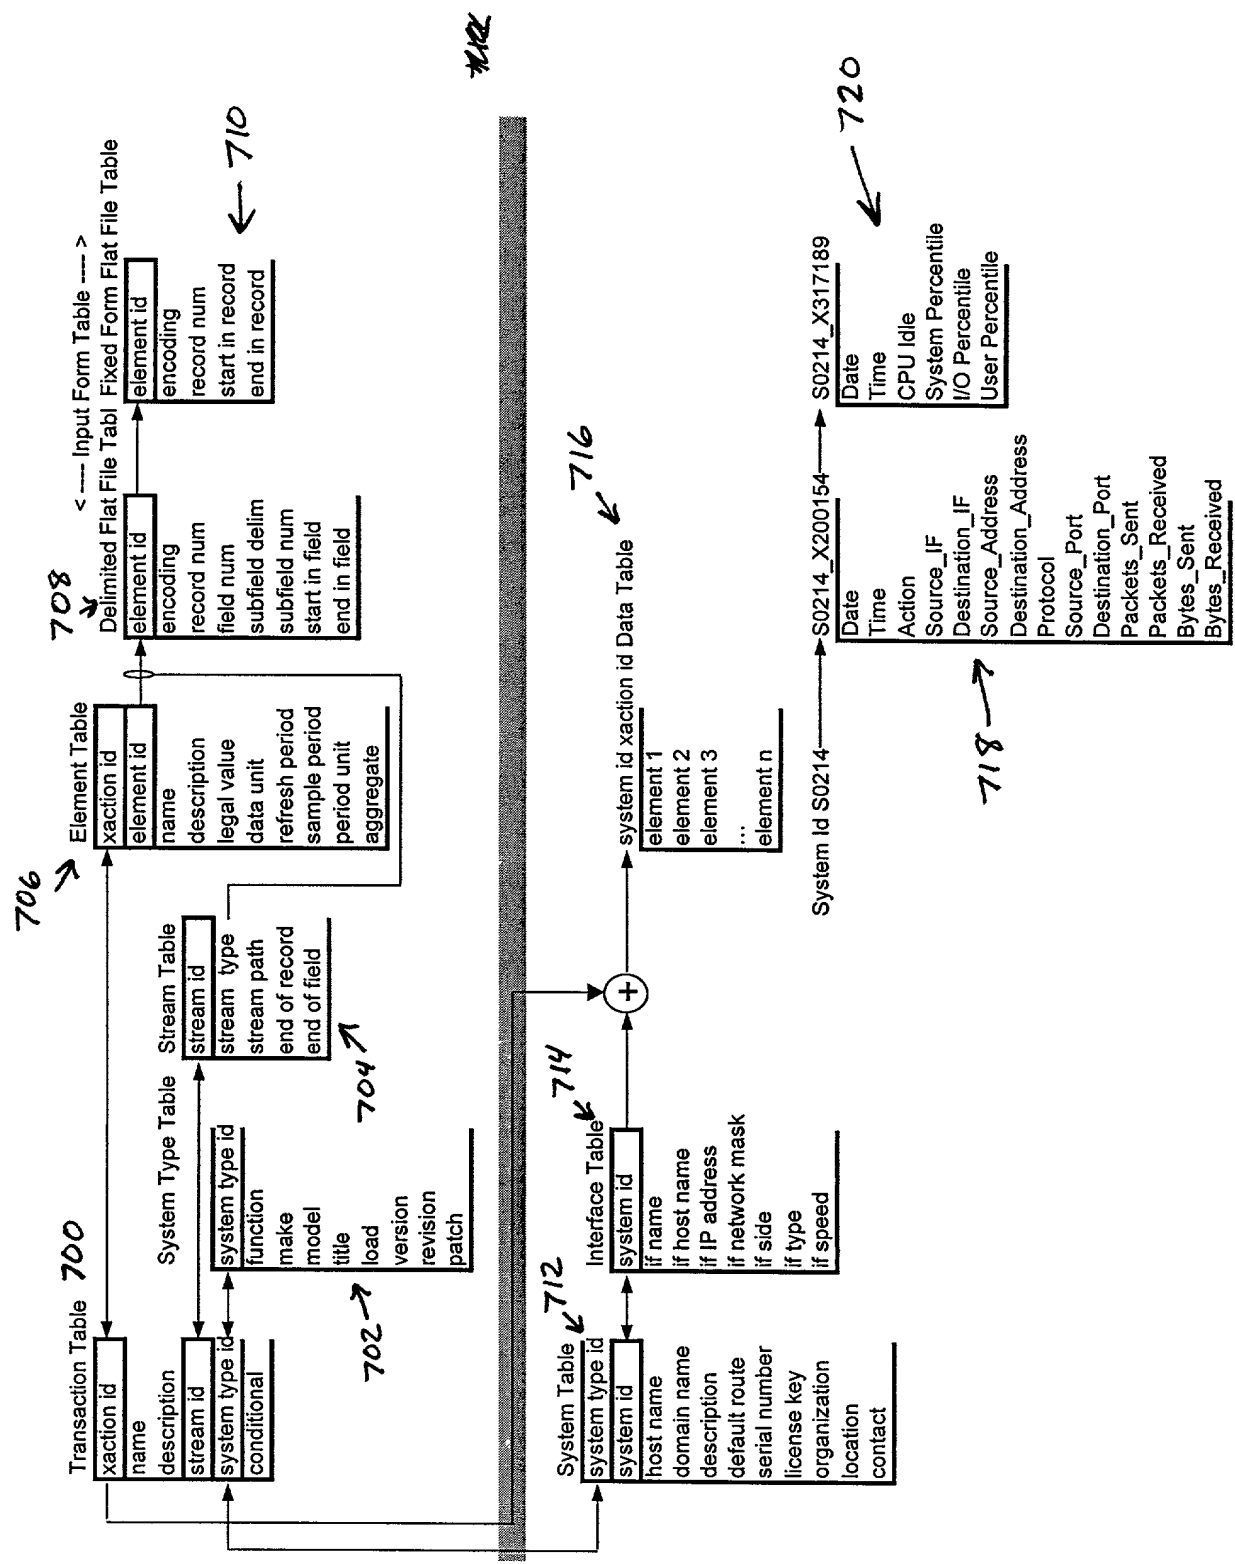 Transaction Table 700
xaction id
name
description
stream id
system type id
conditional
System Type Table
system type id
function
make
model
title
load
version
revision
patch
702
Stream Table
stream id
stream type
stream path
end of record
end of field
704
706
Element Table
xaction id
element id
name
description
legal value
data unit
refresh period
sample period
period unit
aggregate
< ---- Input Form Table ---- >
708
Delimited Flat File Tabl
element id
encoding
record num
field num
subfield delim
subfield num
start in field
end in field
Fixed Form Flat File Table
element id
encoding
record num
start in record
end in record
710
System Table
712
system type id
system id
host name
domain name
description
default route
serial number
license key
organization
location
contact
Interface Table
714
system id
if name
if host name
if IP address
if network mask
if side
if type
if speed
+
system id xaction id Data Table
716
element 1
element 2
element 3
...
element n
System Id S0214
S0214_X200154
Date
Time
Action
Source_IF
Destination_IF
Source_Address
Destination_Address
Protocol
Source_Port
Destination_Port
Packets_Sent
Packets_Received
Bytes_Sent
Bytes_Received
718
S0214_X317189
Date
Time
CPU Idle
System Percentile
I/O Percentile
User Percentile
720